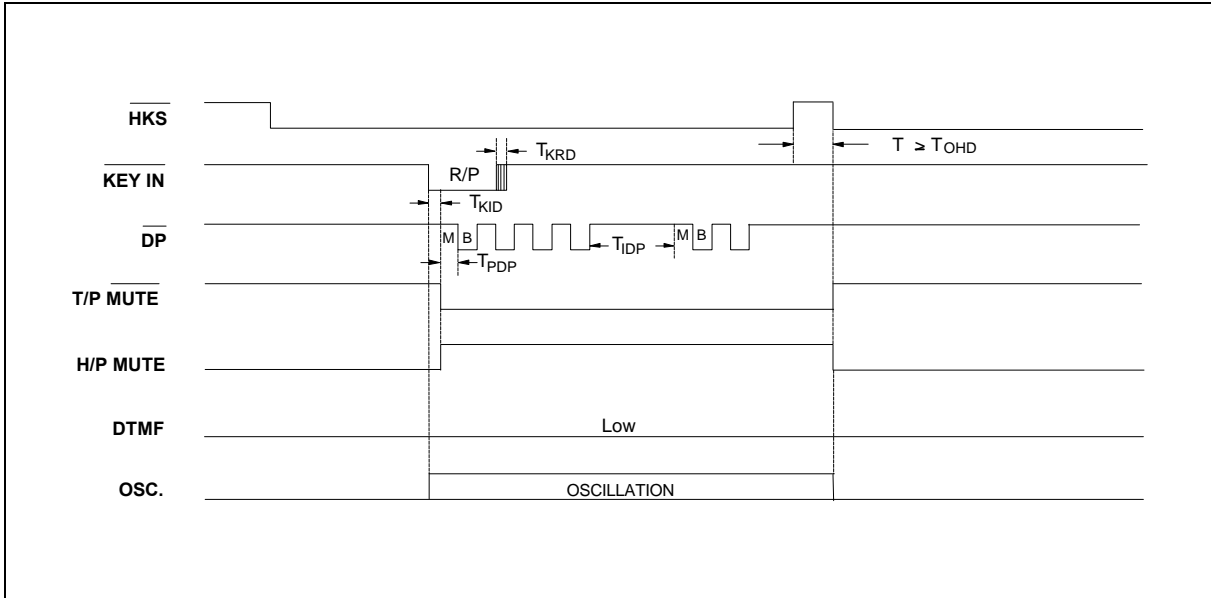 HKS
T ≥ TOHD
TKRD
KEY IN
R/P
TKID
DP
M B
TIDP
M B
TPDP
T/P MUTE
H/P MUTE
DTMF
Low
OSC.
OSCILLATION